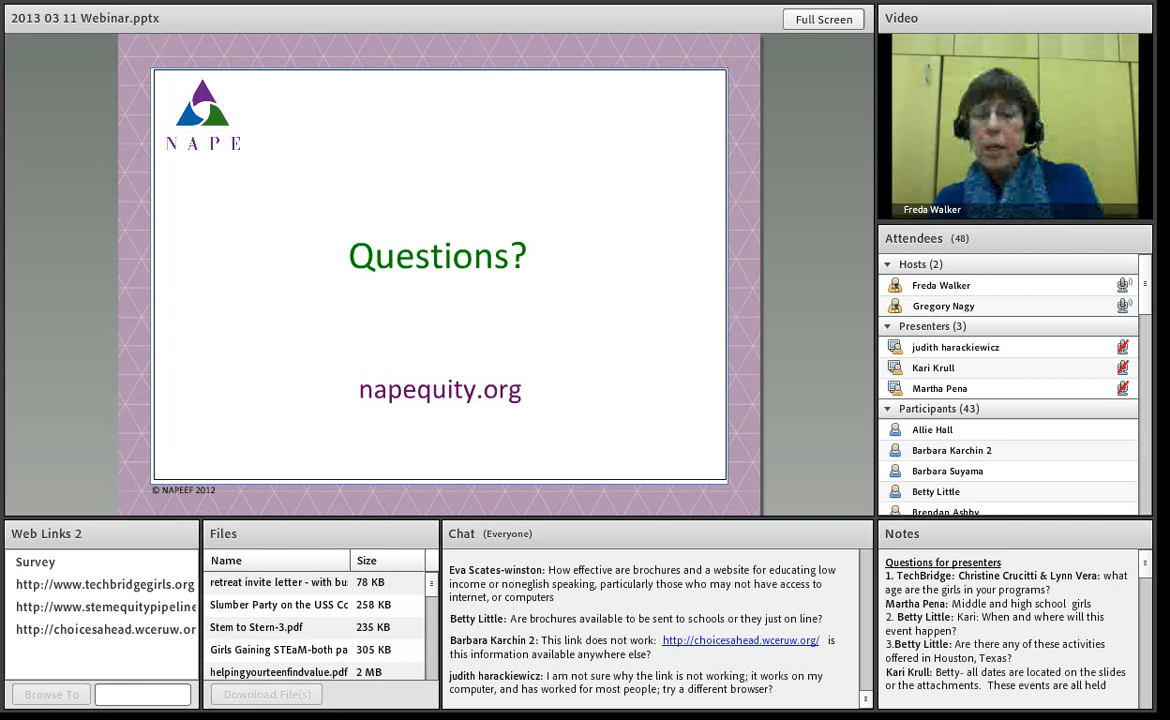 2013 03 11 Webinar.pptx
Full Screen
NAPE
Questions?
napequity.org
© NAPEEF 2012
Video
Freda Walker
Attendees (48)
Hosts (2)
Freda Walker
Gregory Nagy
Presenters (3)
judith harackiewicz
Kari Krull
Martha Pena
Participants (43)
Allie Hall
Barbara Karchin 2
Barbara Suyama
Betty Little
Brendan Ashby
Web Links 2
Survey
http://www.techbridgegirls.org
http://www.stemequitypipeline
http://choicesahead.wceruw.or
Browse To
Files
Name Size
retreat invite letter - with bu 78 KB
Slumber Party on the USS Co 258 KB
Stem to Stern-3.pdf 235 KB
Girls Gaining STEaM-both pa 305 KB
helpingyourteenfindvalue.pdf 2 MB
Download File(s)
Chat (Everyone)
Eva Scates-winston: How effective are brochures and a website for educating low
income or noneglish speaking, particularly those who may not have access to
internet, or computers
Betty Little: Are brochures available to be sent to schools or they just on line?
Barbara Karchin 2: This link does not work: http://choicesahead.wceruw.org/ is
this information available anywhere else?
judith harackiewicz: I am not sure why the link is not working; it works on my
computer, and has worked for most people; try a different browser?
Notes
Questions for presenters
1. TechBridge: Christine Crucitti & Lynn Vera: what
age are the girls in your programs?
Martha Pena: Middle and high school girls
2. Betty Little: Kari: When and where will this
event happen?
3.Betty Little: Are there any of these activities
offered in Houston, Texas?
Kari Krull: Betty- all dates are located on the slides
or the attachments. These events are all held